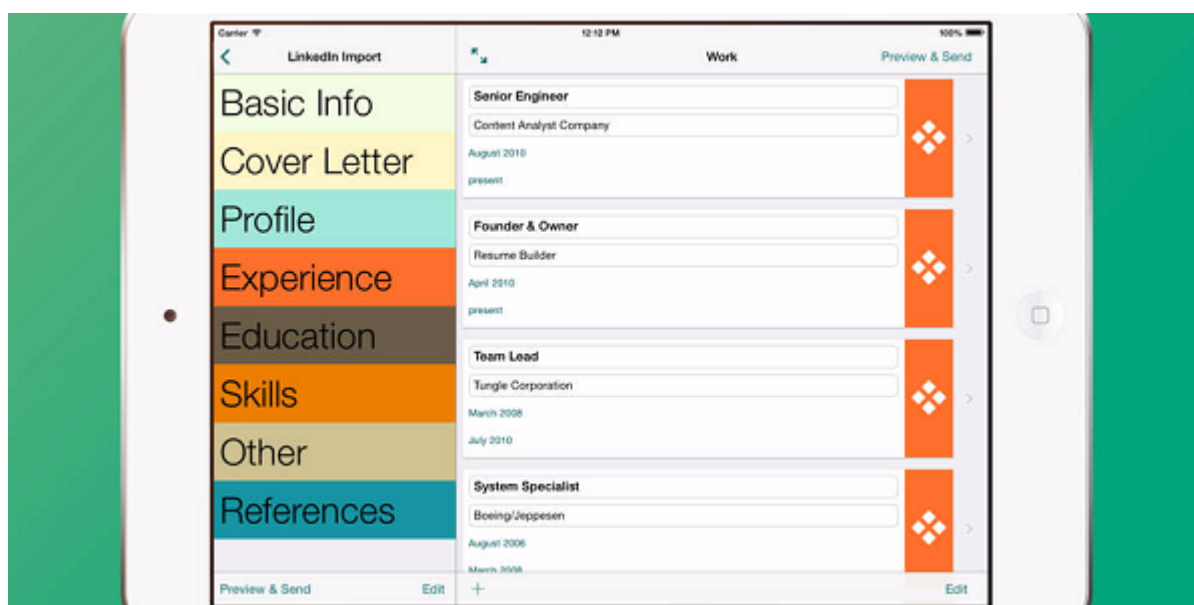 Carrier
12:12 PM
100%
LinkedIn Import
Work
Preview & Send
Basic Info
Cover Letter
Profile
Experience
Education
Skills
Other
References
Preview & Send
Edit
Senior Engineer
Content Analyst Company
August 2010
present
Founder & Owner
Resume Builder
April 2010
present
Team Lead
Tungle Corporation
March 2008
July 2010
System Specialist
Boeing/Jeppesen
August 2006
March 2008
+
Edit